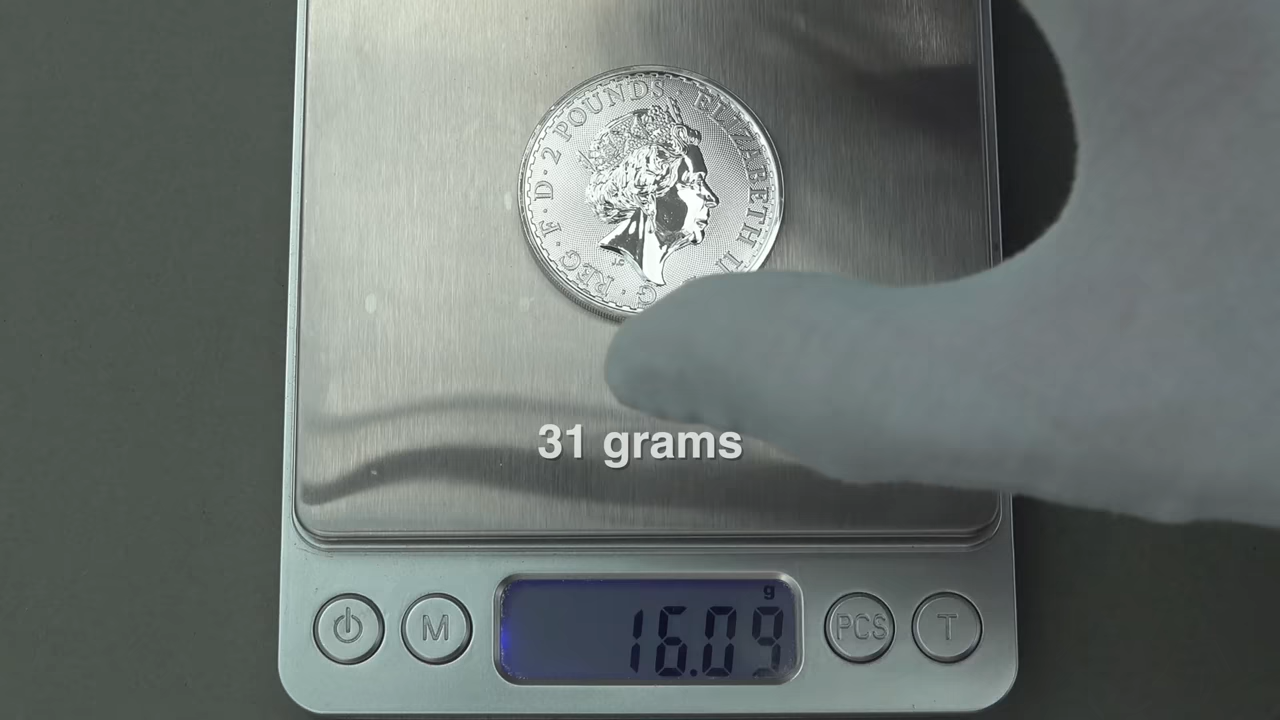 G · REG · F · D · 2 POUNDS ELIZABETH II
31 grams
g
16.09
M
PCS
T